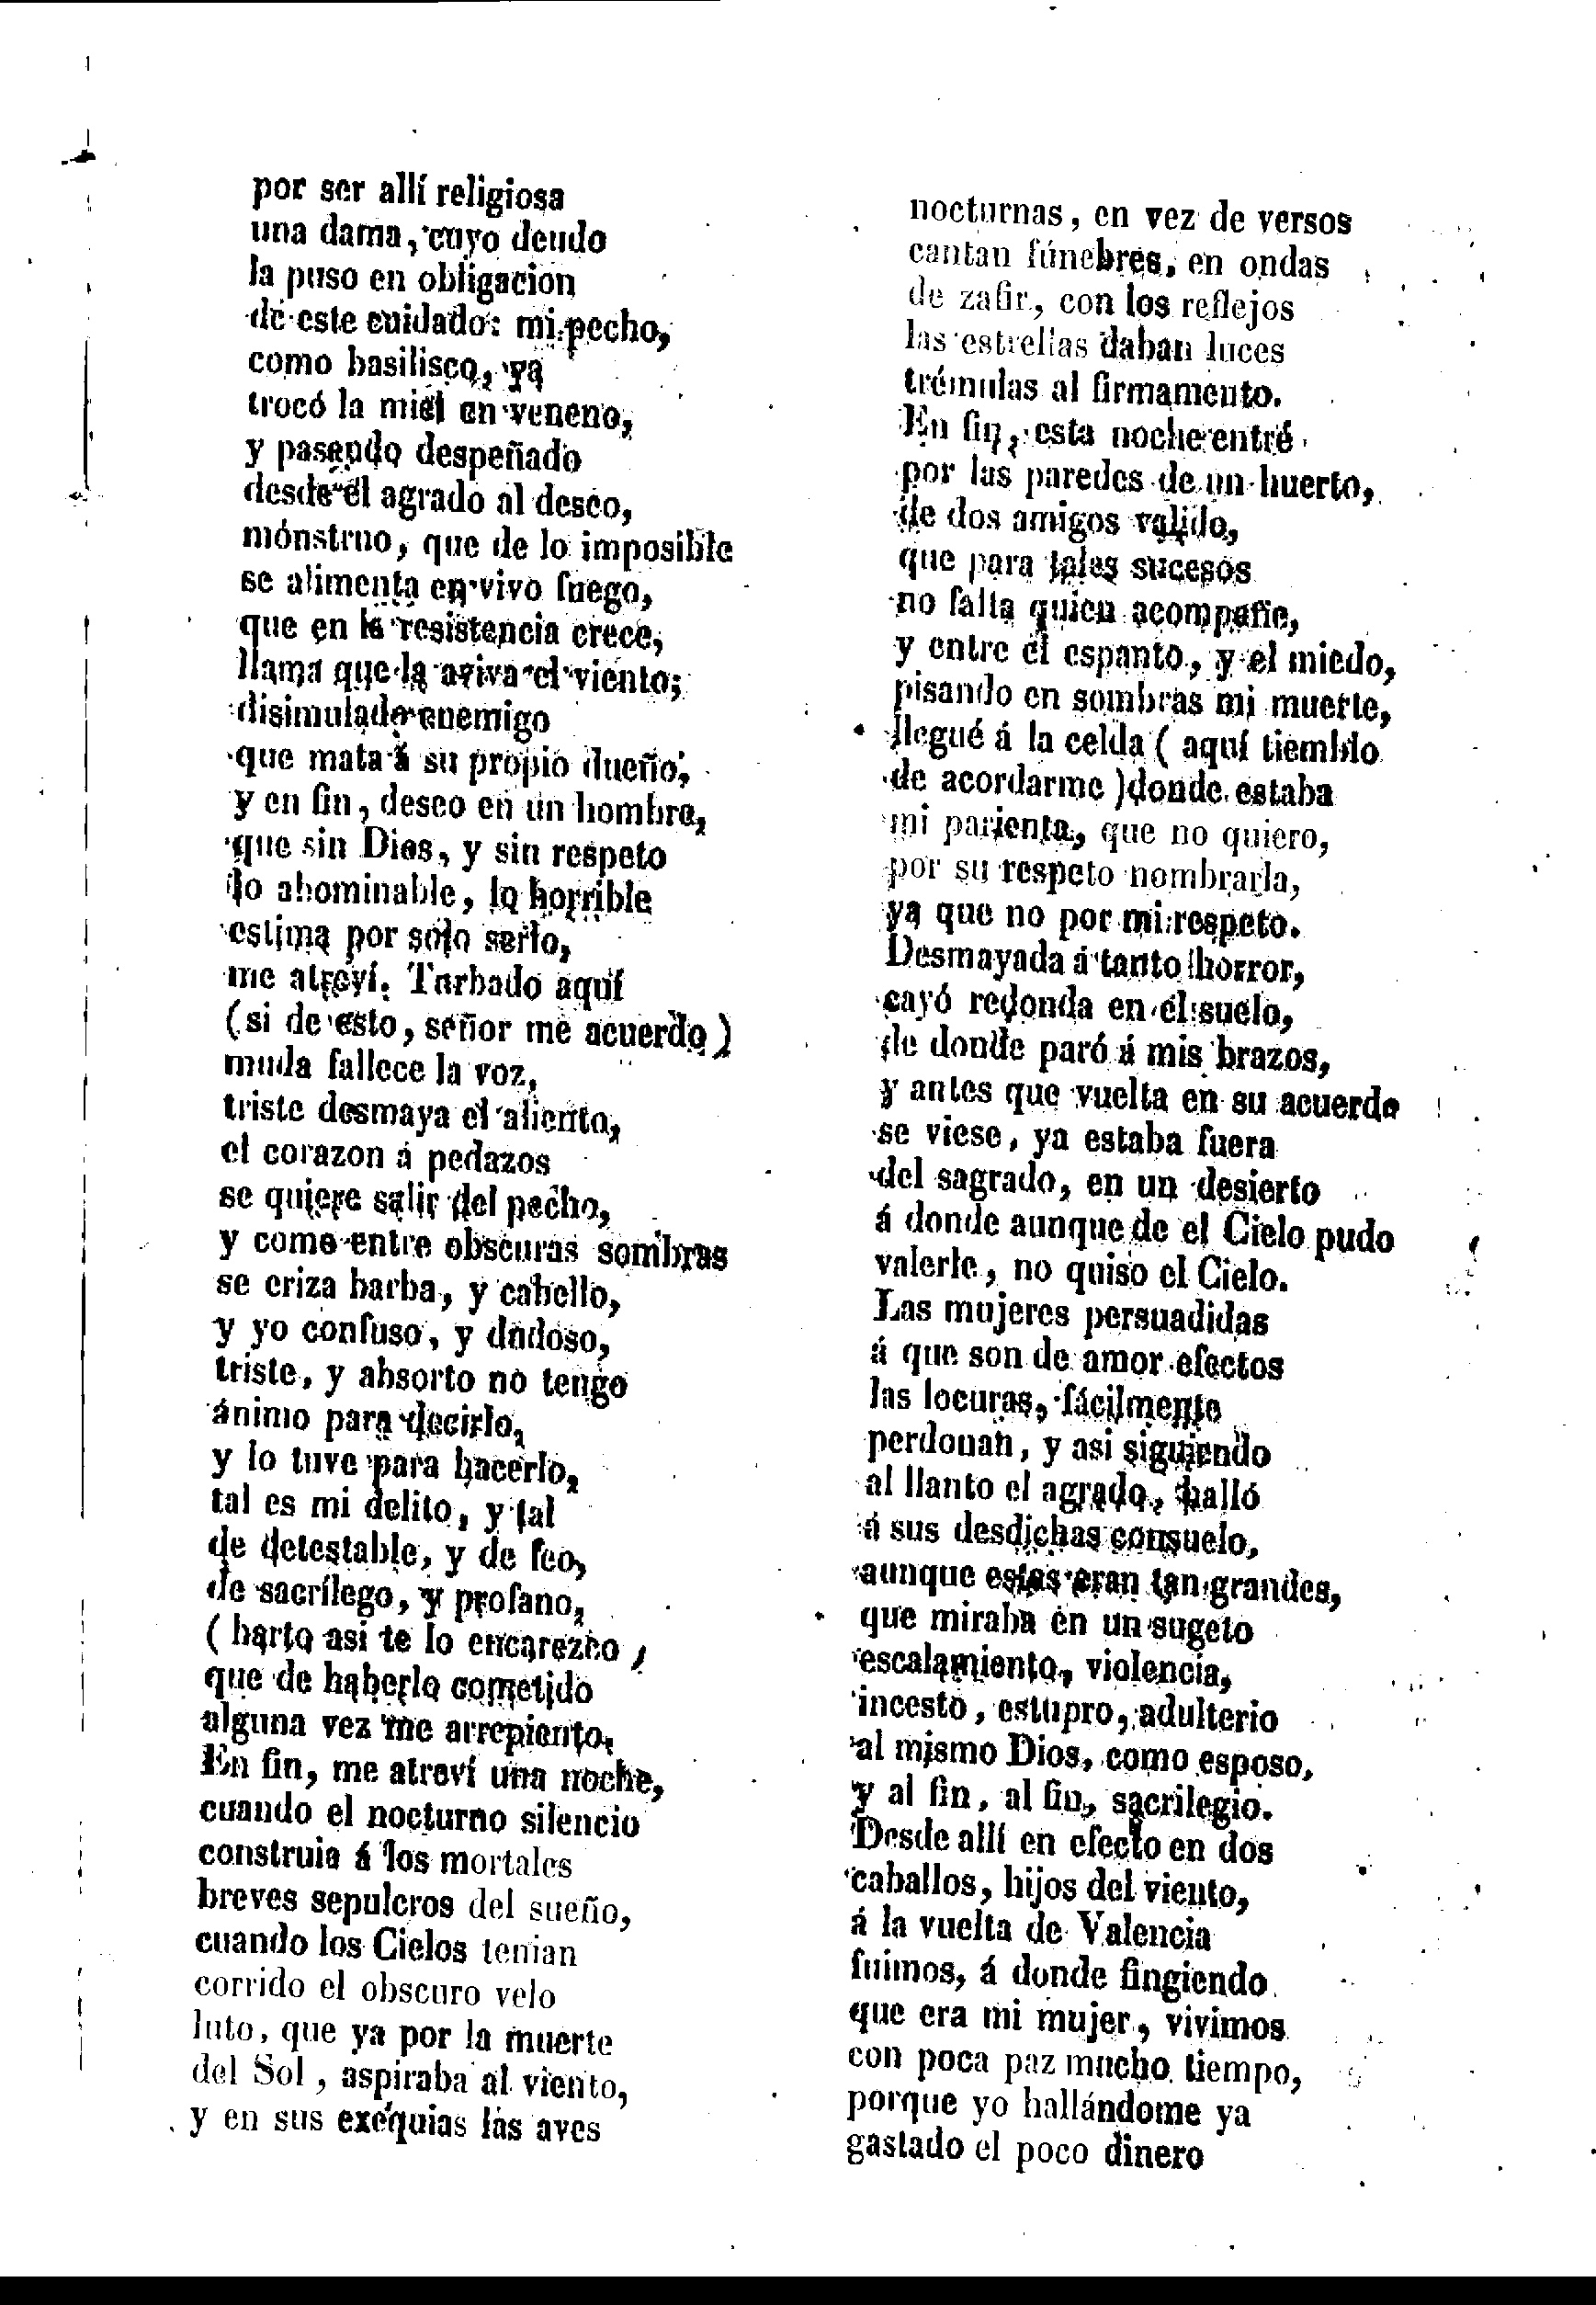 por ser allí religiosa
una dama, cuyo deudo
la puso en obligacion
de este cuidado: mi pecho,
como basilisco, ya
trocó la miel en veneno,
y pasando despeñado
desde el agrado al deseo,
mónstruo, que de lo imposible
se alimenta en vivo fuego,
que en la resistencia crece,
llama que la aviva el viento;
disimulado enemigo
que mata á su propio dueño,
y en fin, deseo en un hombre,
que sin Dios, y sin respeto
lo abominable, lo horrible
estima por solo serlo,
me atreví. Turbado aquí
(si de esto, señor me acuerdo)
muda fallece la voz,
triste desmaya el aliento,
el corazon á pedazos
se quiere salir del pecho,
y como entre obscuras sombras
se eriza barba, y cabello,
y yo confuso, y dudoso,
triste, y absorto no tengo
ánimo para decirlo,
y lo tuve para hacerlo,
tal es mi delito, y tal
de detestable, y de feo,
de sacrílego, y profano,
(harto asi te lo encarezco)
que de haberlo cometido
alguna vez me arrepiento.
En fin, me atreví una noche,
cuando el nocturno silencio
construia á los mortales
breves sepulcros del sueño,
cuando los Cielos tenian
corrido el obscuro velo
luto, que ya por la muerte
del Sol, aspiraba al viento,
y en sus exéquias las aves
nocturnas, en vez de versos
cantan fúnebres, en ondas
de zafir, con los reflejos
las estrellas daban luces
trémulas al firmamento.
En fin, esta noche entré
por las paredes de un huerto,
de dos amigos valido,
que para tales sucesos
no falta quien acompañe,
y entre el espanto, y el miedo,
pisando en sombras mi muerte,
llegué á la celda (aquí tiemblo
de acordarme) donde estaba
mi parienta, que no quiero,
por su respeto nombrarla,
ya que no por mi respeto.
Desmayada á tanto horror,
cayó redonda en el suelo,
de donde paró á mis brazos,
y antes que vuelta en su acuerdo
se viese, ya estaba fuera
del sagrado, en un desierto
á donde aunque de el Cielo pudo
valerle, no quiso el Cielo.
Las mujeres persuadidas
á que son de amor efectos
las locuras, fácilmente
perdonan, y asi siguiendo
al llanto el agrado, halló
á sus desdichas consuelo,
aunque estas eran tan grandes,
que miraba en un sugeto
escalamiento, violencia,
incesto, estupro, adulterio
al mismo Dios, como esposo,
y al fin, al fin, sacrilegio.
Desde allí en efecto en dos
caballos, hijos del viento,
á la vuelta de Valencia
fuimos, á donde fingiendo
que era mi mujer, vivimos
con poca paz mucho tiempo,
porque yo hallándome ya
gastado el poco dinero